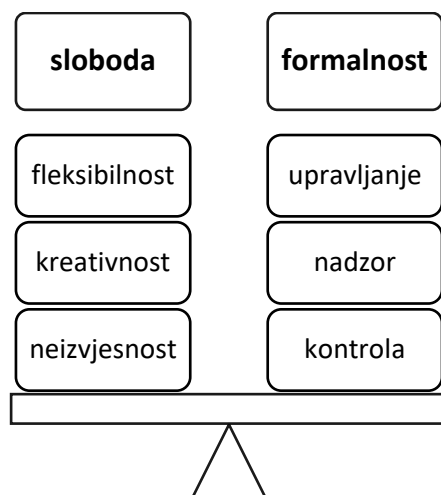 sloboda
formalnost
fleksibilnost
upravljanje
kreativnost
nadzor
neizvjesnost
kontrola